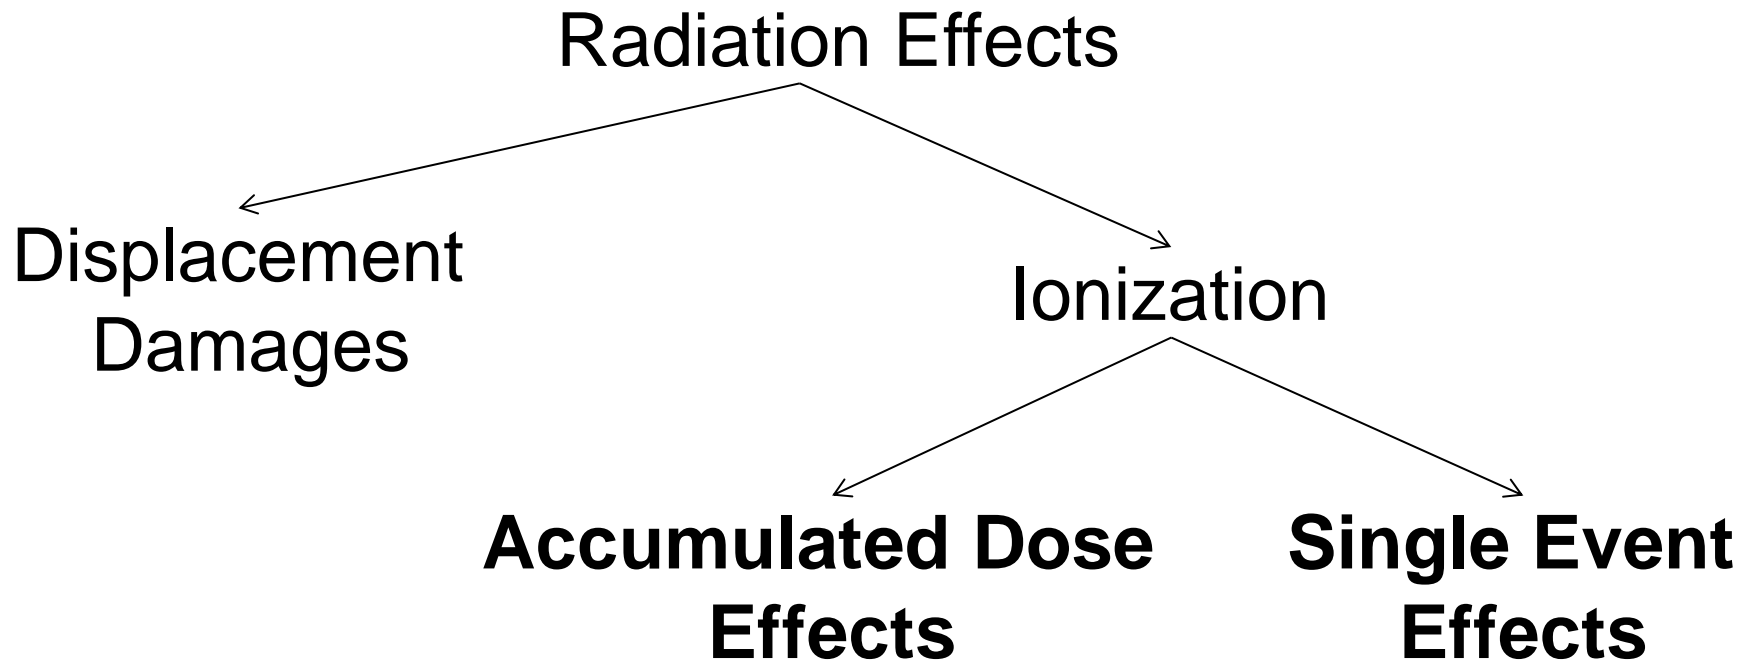 Radiation Effects
Displacement
Damages
Ionization
Accumulated Dose
Effects
Single Event
Effects